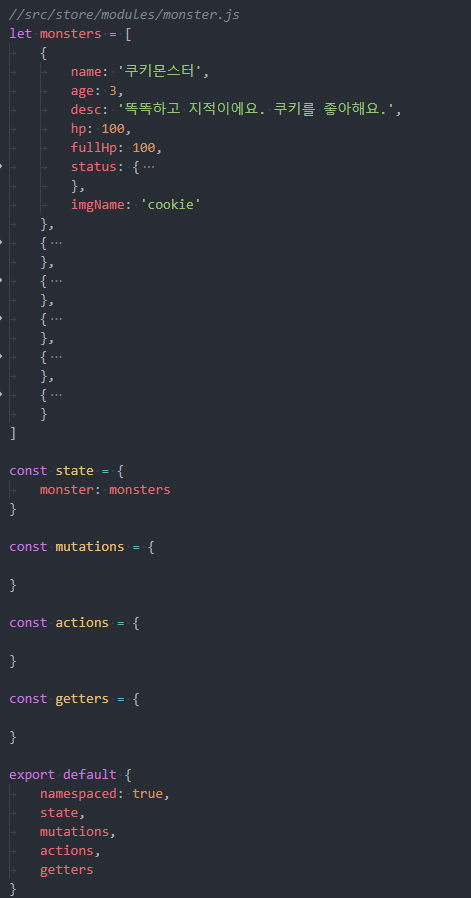 //src/store/modules/monster.js
let monsters = [
{
name: '쿠키몬스터',
age: 3,
desc: '똑똑하고 지적이에요. 쿠키를 좋아해요.',
hp: 100,
fullHp: 100,
status: {…
},
imgName: 'cookie'
},
{…
},
{…
},
{…
},
{…
},
{…
}
]
const state = {
monster: monsters
}
const mutations = {
}
const actions = {
}
const getters = {
}
export default {
namespaced: true,
state,
mutations,
actions,
getters
}